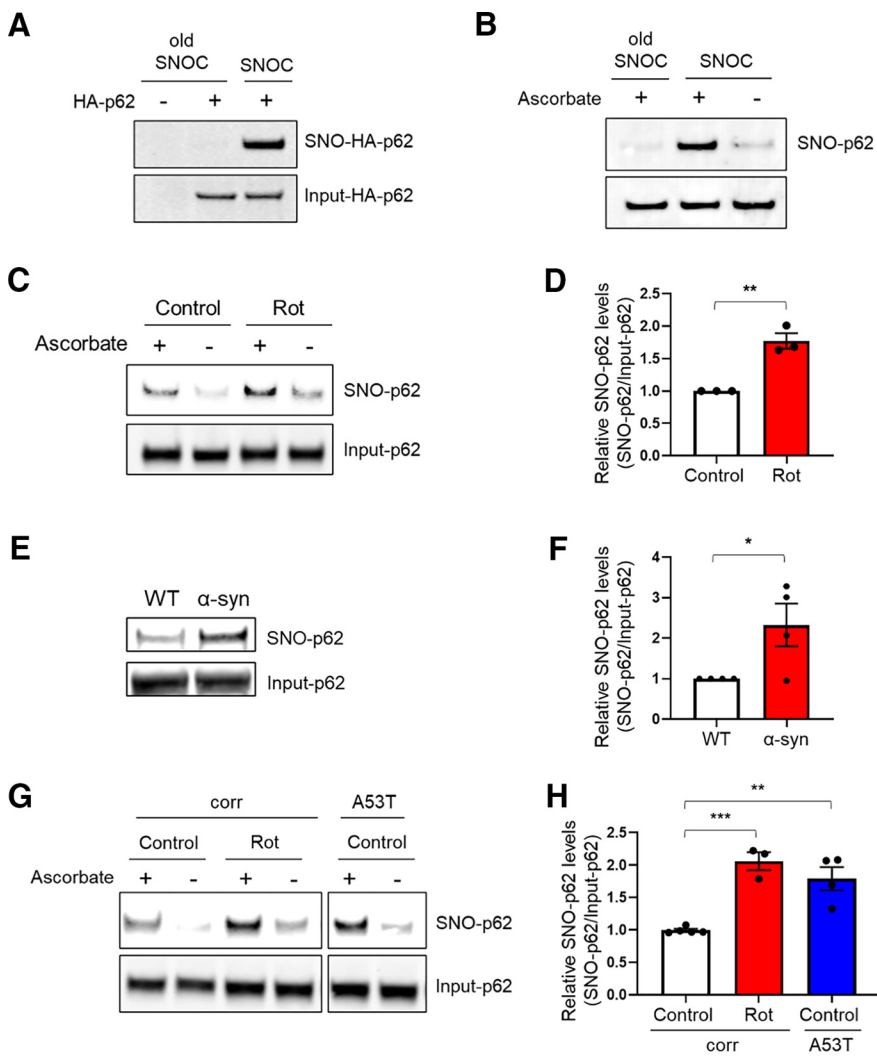 A
old
SNOC SNOC
HA-p62 - + +
SNO-HA-p62
Input-HA-p62
B
old
SNOC SNOC
Ascorbate + + -
SNO-p62
C
Control Rot
Ascorbate + - + -
SNO-p62
Input-p62
D
Relative SNO-p62 levels
(SNO-p62/Input-p62)
2.5
2.0
1.5
1.0
0.5
0.0
**
Control Rot
E
WT α-syn
SNO-p62
Input-p62
F
Relative SNO-p62 levels
(SNO-p62/Input-p62)
4
3
2
1
0
*
WT α-syn
G
corr A53T
Control Rot Control
Ascorbate + - + - + -
SNO-p62
Input-p62
H
Relative SNO-p62 levels
(SNO-p62/Input-p62)
2.5
2.0
1.5
1.0
0.5
0.0
**
***
Control Rot Control
corr A53T